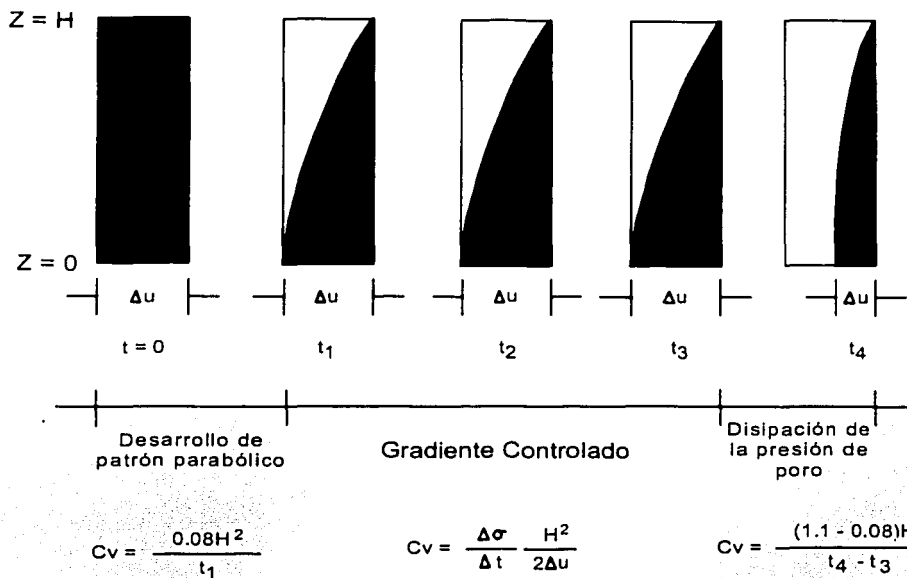 Z = H
Z = 0
Δu Δu Δu Δu Δu
t = 0 t₁ t₂ t₃ t₄
Desarrollo de
patrón parabólico
Gradiente Controlado
Disipación de
la presión de
poro
Cv = 0.08H² / t₁
Cv = Δσ / Δt H² / 2Δu
Cv = (1.1 - 0.08)H / t₄ - t₃